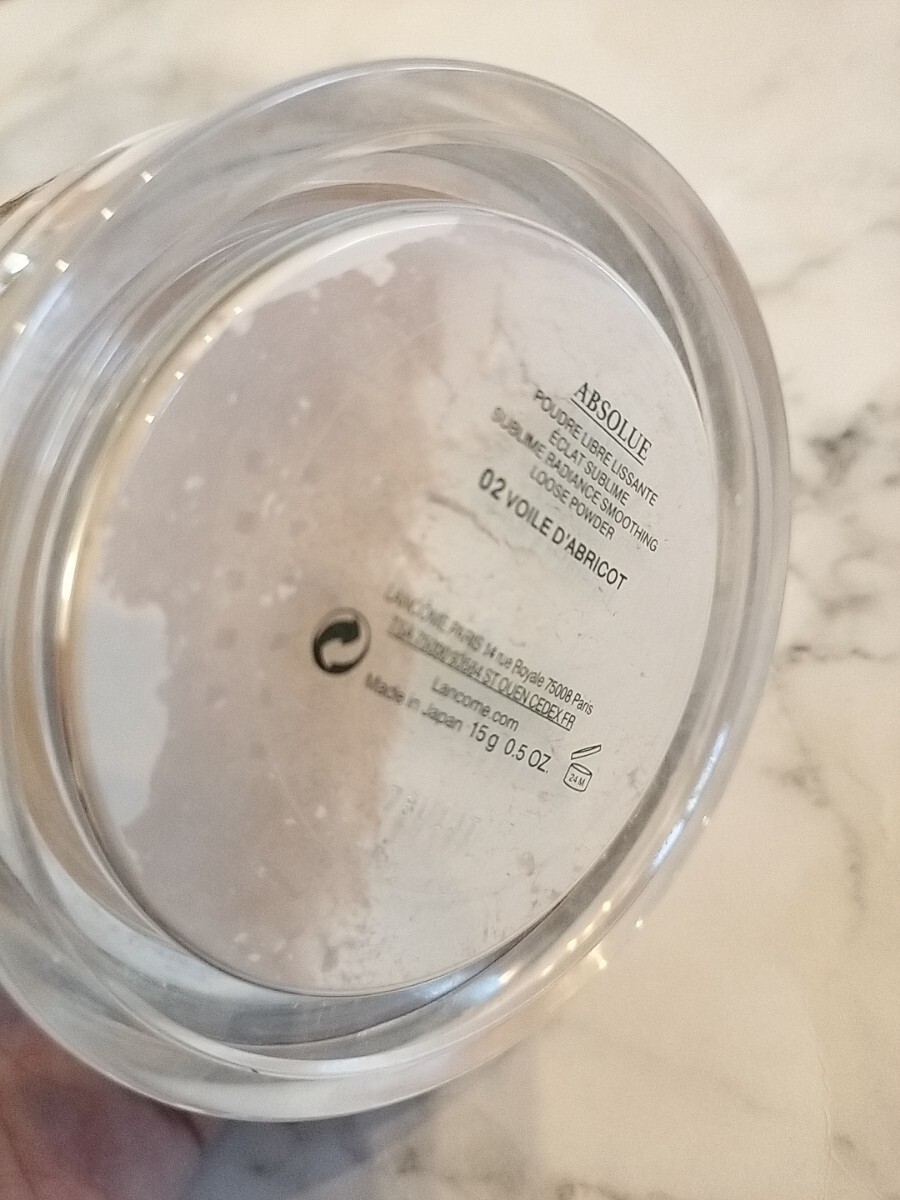 ABSOLUE
POUDRE LIBRE LISSANTE
ÉCLAT SUBLIME
SUBLIME RADIANCE SMOOTHING
LOOSE POWDER
02 VOILE D'ABRICOT
LANCÔME PARIS 14 rue Royale 75008 Paris
ST OUEN CEDEX FR
Lancome.com
Made in Japan 15 g 0.5 OZ.
24 M